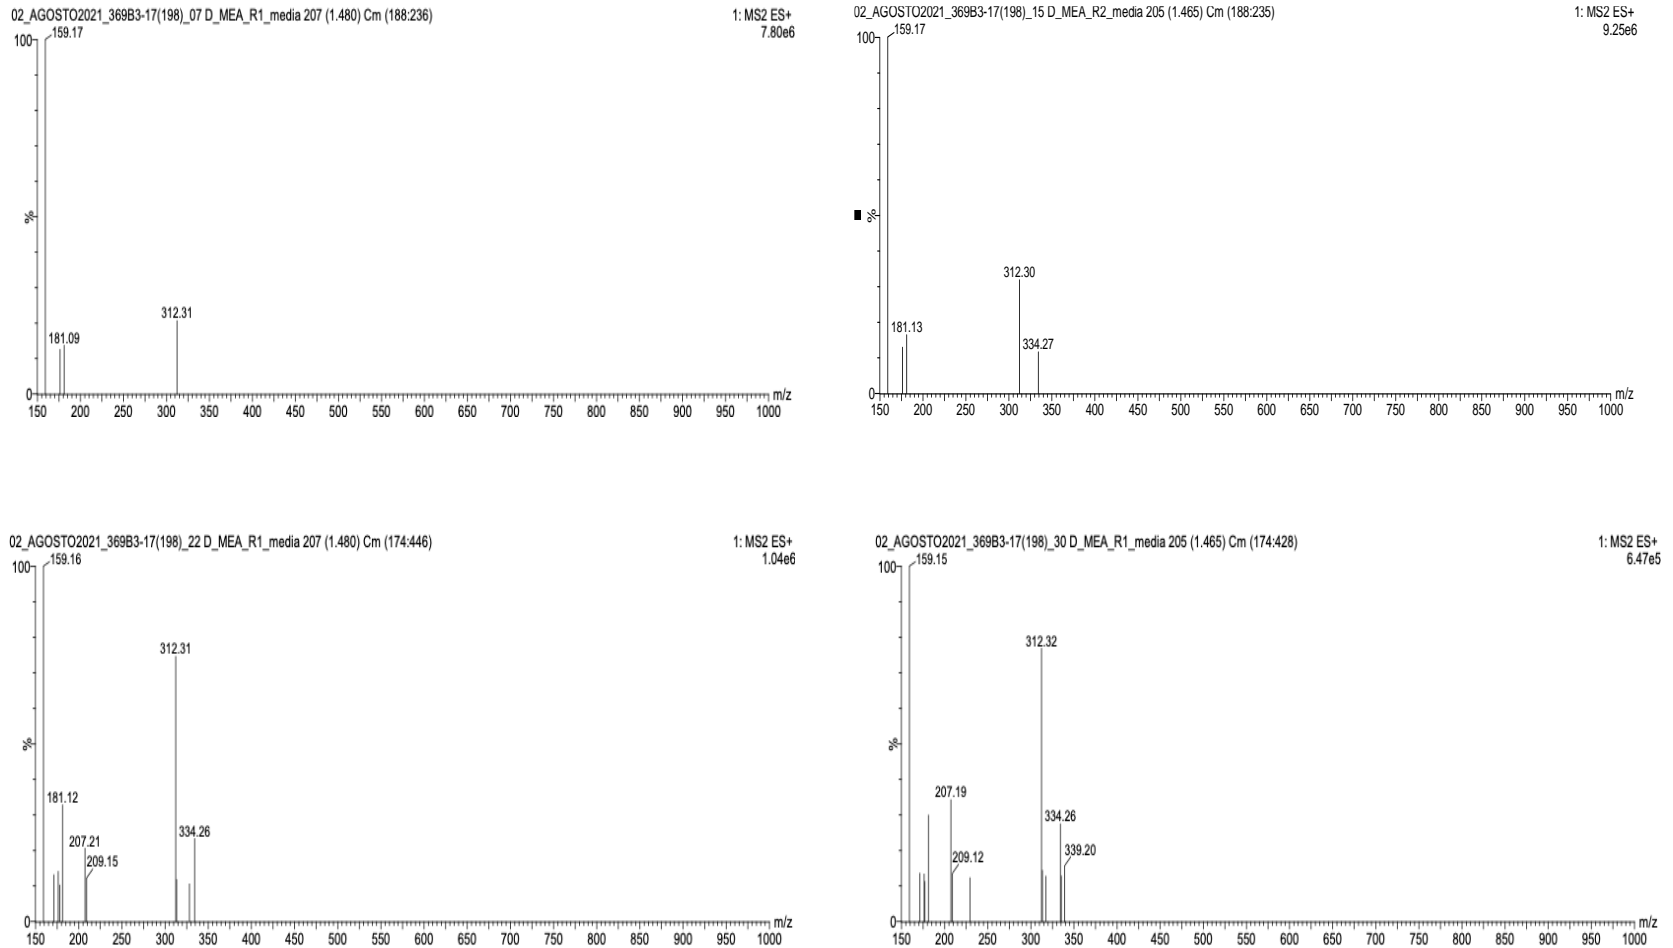 02_AGOSTO2021_369B3-17(198)_07 D_MEA_R1_media 207 (1.480) Cm (188:236)
1: MS2 ES+
7.80e6
100
159.17
%
312.31
181.09
0
m/z
150 200 250 300 350 400 450 500 550 600 650 700 750 800 850 900 950 1000
02_AGOSTO2021_369B3-17(198)_15 D_MEA_R2_media 205 (1.465) Cm (188:235)
1: MS2 ES+
9.25e6
100
159.17
%
312.30
181.13
334.27
0
m/z
150 200 250 300 350 400 450 500 550 600 650 700 750 800 850 900 950 1000
02_AGOSTO2021_369B3-17(198)_22 D_MEA_R1_media 207 (1.480) Cm (174:446)
1: MS2 ES+
1.04e6
100
159.16
312.31
%
181.12
334.26
207.21
209.15
0
m/z
150 200 250 300 350 400 450 500 550 600 650 700 750 800 850 900 950 1000
02_AGOSTO2021_369B3-17(198)_30 D_MEA_R1_media 205 (1.465) Cm (174:428)
1: MS2 ES+
6.47e5
100
159.15
312.32
%
207.19
334.26
339.20
209.12
0
m/z
150 200 250 300 350 400 450 500 550 600 650 700 750 800 850 900 950 1000